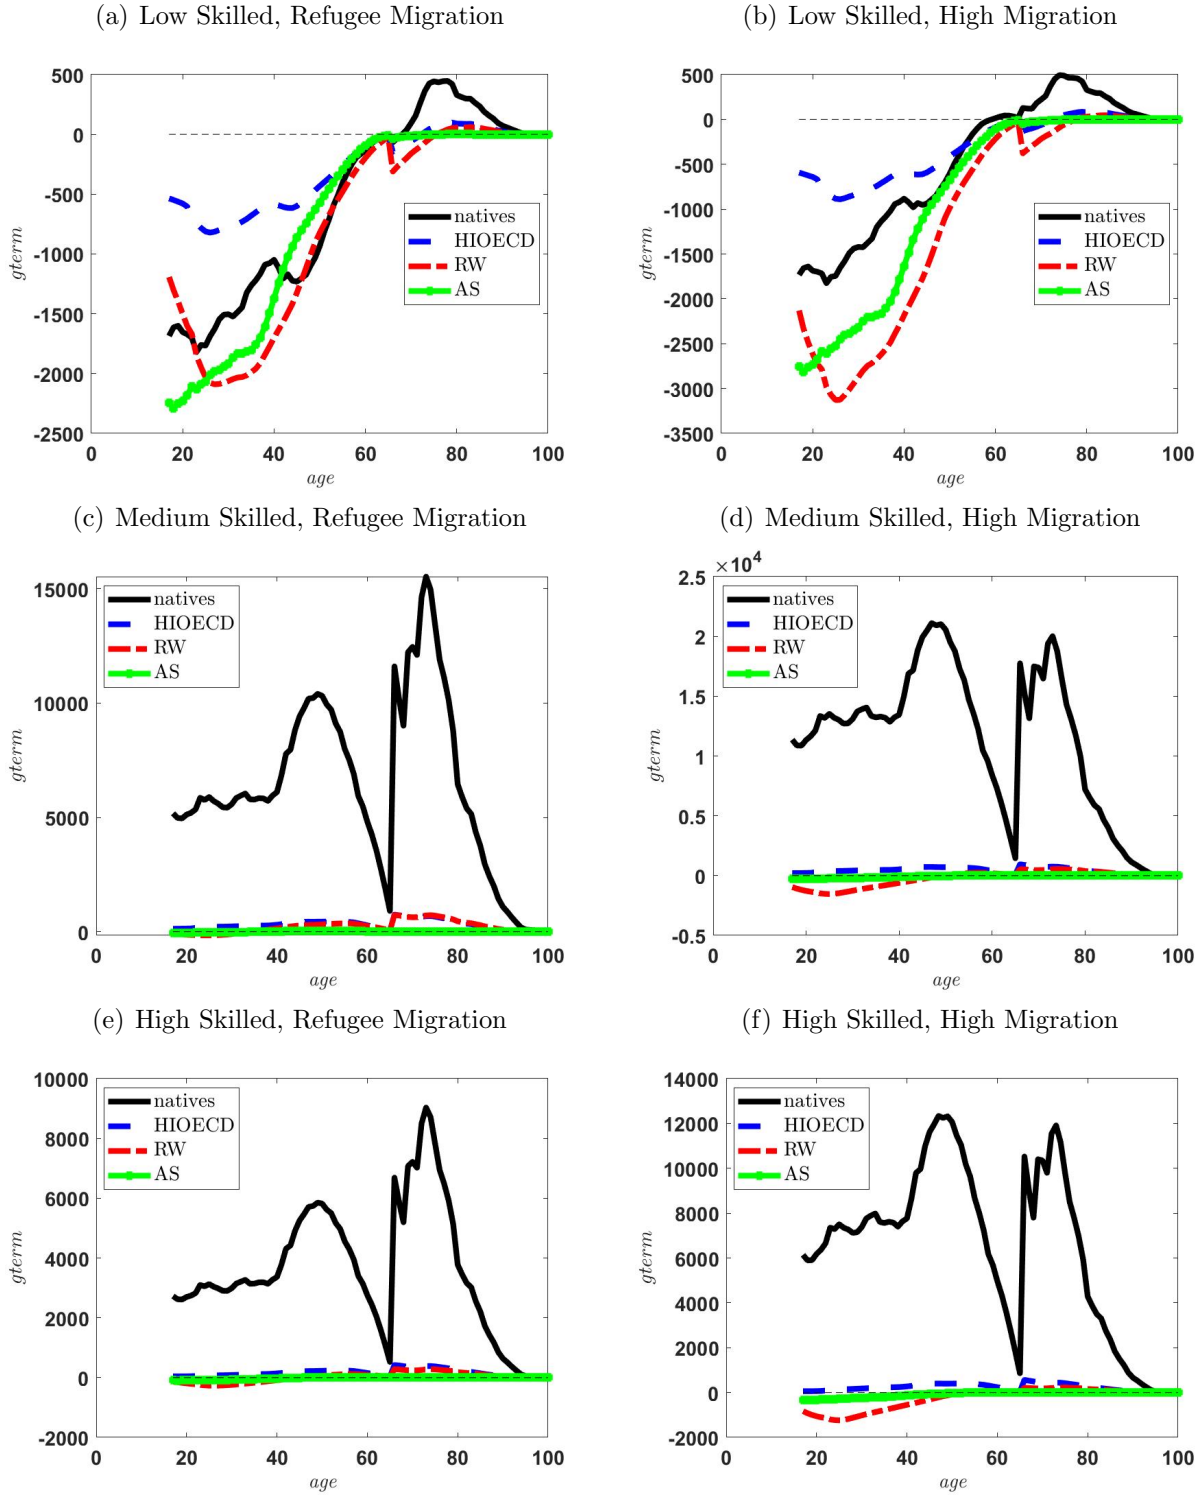 (a) Low Skilled, Refugee Migration
500
0
-500
-1000
-1500
-2000
-2500
gterm
0 20 40 60 80 100
age
natives
HIOECD
RW
AS
(b) Low Skilled, High Migration
500
0
-500
-1000
-1500
-2000
-2500
-3000
-3500
gterm
0 20 40 60 80 100
age
natives
HIOECD
RW
AS
(c) Medium Skilled, Refugee Migration
15000
10000
5000
0
gterm
0 20 40 60 80 100
age
natives
HIOECD
RW
AS
(d) Medium Skilled, High Migration
×10⁴
2.5
2
1.5
1
0.5
0
-0.5
gterm
0 20 40 60 80 100
age
natives
HIOECD
RW
AS
(e) High Skilled, Refugee Migration
10000
8000
6000
4000
2000
0
-2000
gterm
0 20 40 60 80 100
age
natives
HIOECD
RW
AS
(f) High Skilled, High Migration
14000
12000
10000
8000
6000
4000
2000
0
-2000
gterm
0 20 40 60 80 100
age
natives
HIOECD
RW
AS